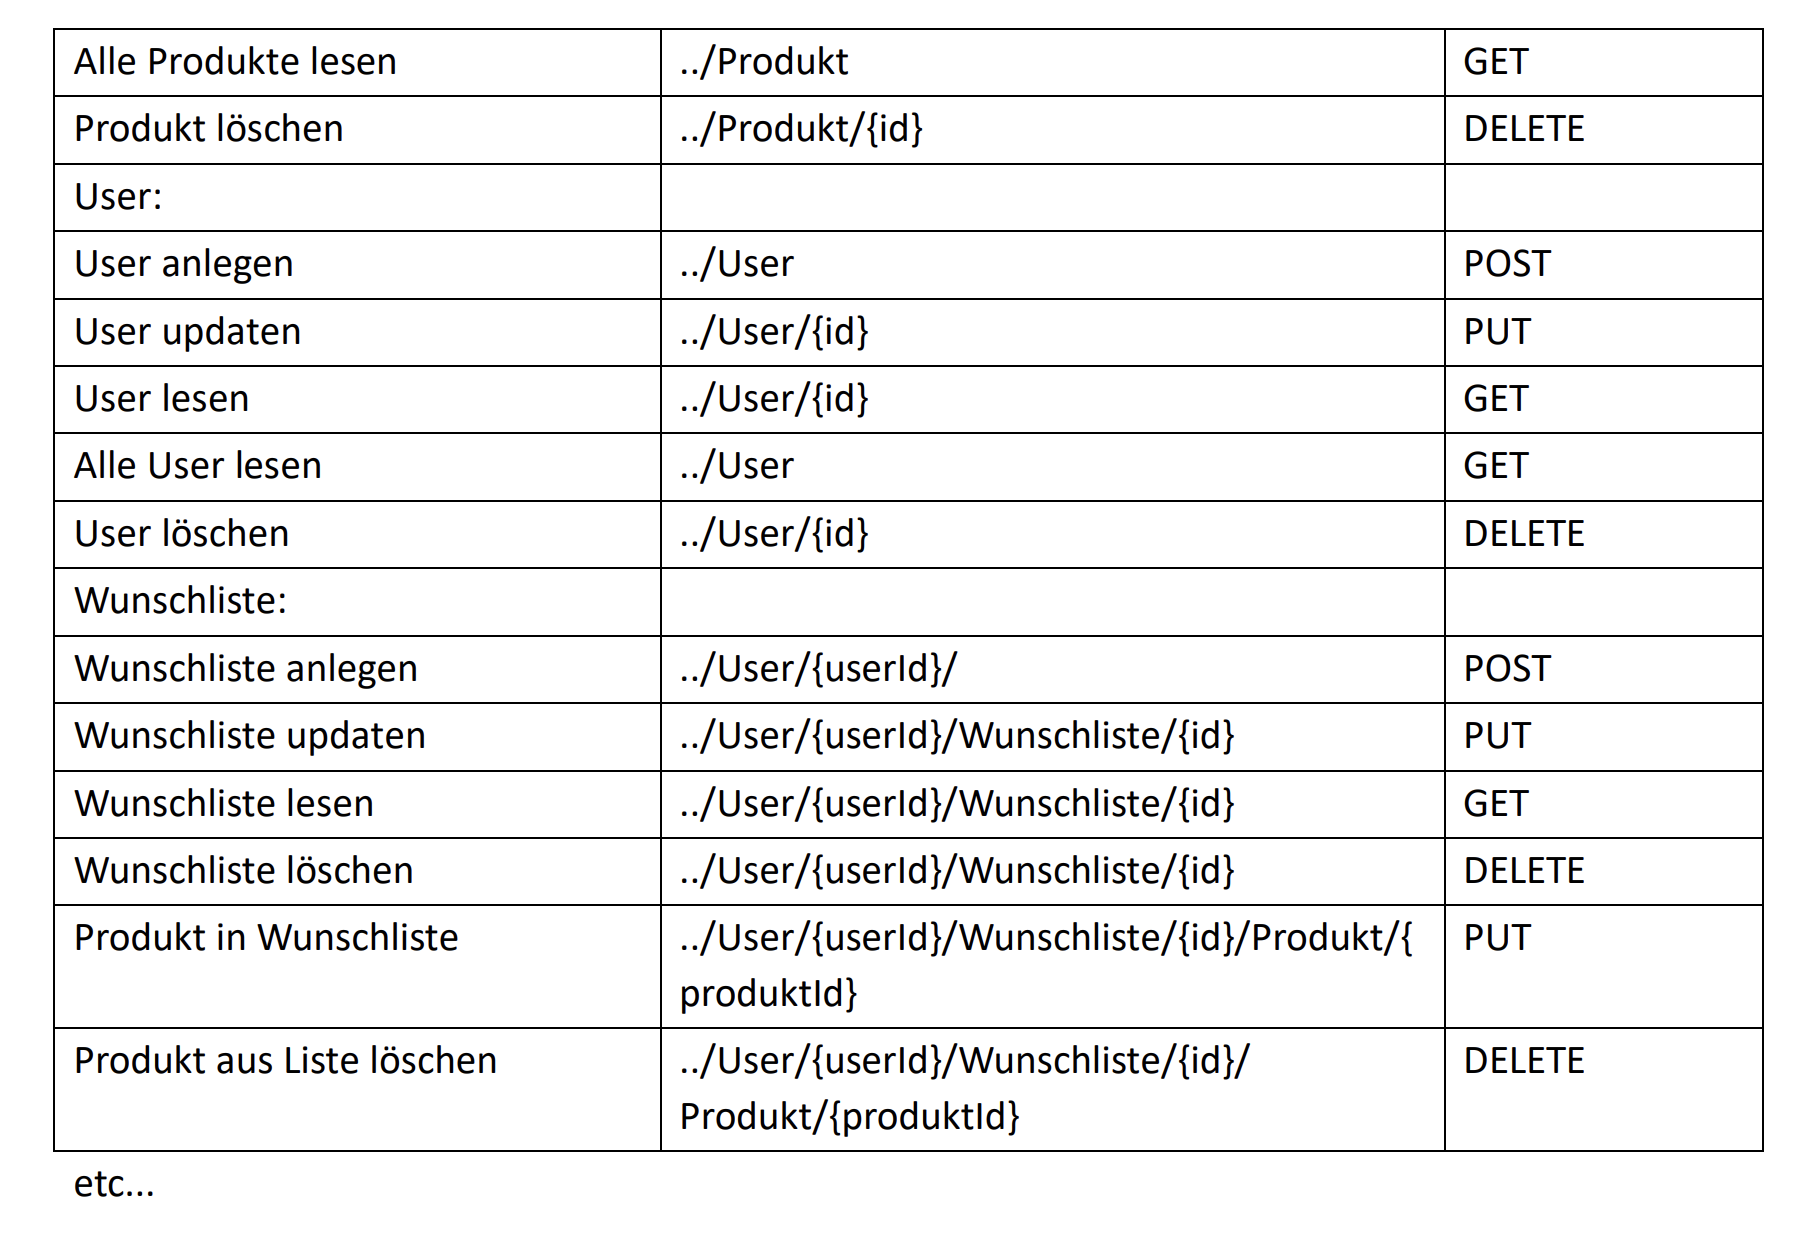 Alle Produkte lesen ../Produkt GET
Produkt löschen ../Produkt/{id} DELETE
User:
User anlegen ../User POST
User updaten ../User/{id} PUT
User lesen ../User/{id} GET
Alle User lesen ../User GET
User löschen ../User/{id} DELETE
Wunschliste:
Wunschliste anlegen ../User/{userId}/ POST
Wunschliste updaten ../User/{userId}/Wunschliste/{id} PUT
Wunschliste lesen ../User/{userId}/Wunschliste/{id} GET
Wunschliste löschen ../User/{userId}/Wunschliste/{id} DELETE
Produkt in Wunschliste ../User/{userId}/Wunschliste/{id}/Produkt/{ PUT
produktId}
Produkt aus Liste löschen ../User/{userId}/Wunschliste/{id}/ DELETE
Produkt/{produktId}
etc...